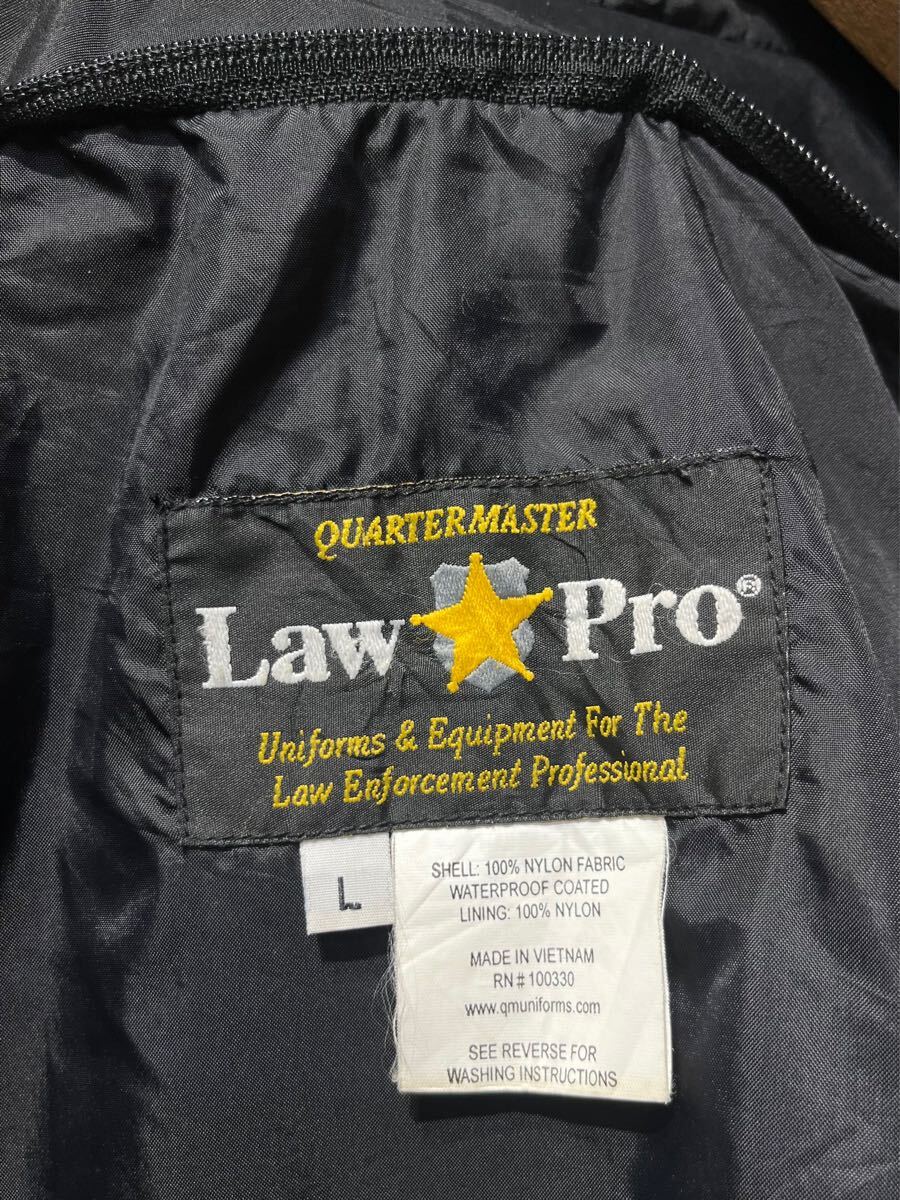 QUARTERMASTER
Law Pro®
Uniforms & Equipment For The
Law Enforcement Professional
L
SHELL: 100% NYLON FABRIC
WATERPROOF COATED
LINING: 100% NYLON
MADE IN VIETNAM
RN # 100330
www.qmuniforms.com
SEE REVERSE FOR
WASHING INSTRUCTIONS